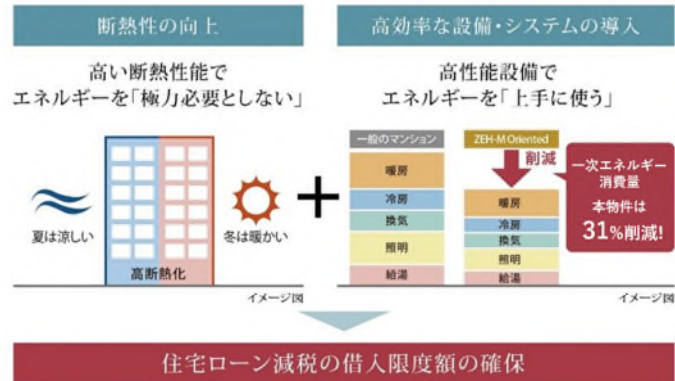 断熱性の向上
高い断熱性能で
エネルギーを「極力必要としない」
夏は涼しい
冬は暖かい
高断熱化
イメージ図
高効率な設備・システムの導入
高性能設備で
エネルギーを「上手に使う」
一般のマンション
暖房
冷房
換気
照明
給湯
ZEH-M Oriented
削減
暖房
冷房
換気
照明
給湯
一次エネルギー
消費量
本物件は
31%削減!
イメージ図
住宅ローン減税の借入限度額の確保